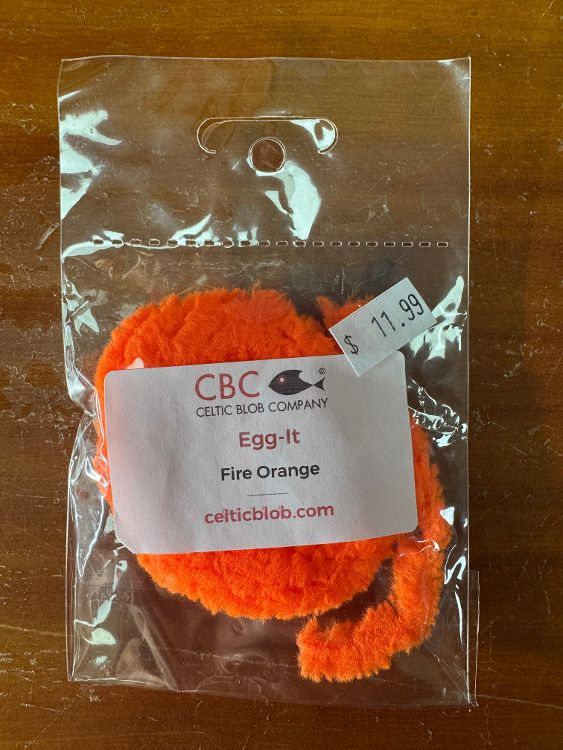 $ 11.99
CBC ©
CELTIC BLOB COMPANY
Egg-It
Fire Orange
celticblob.com